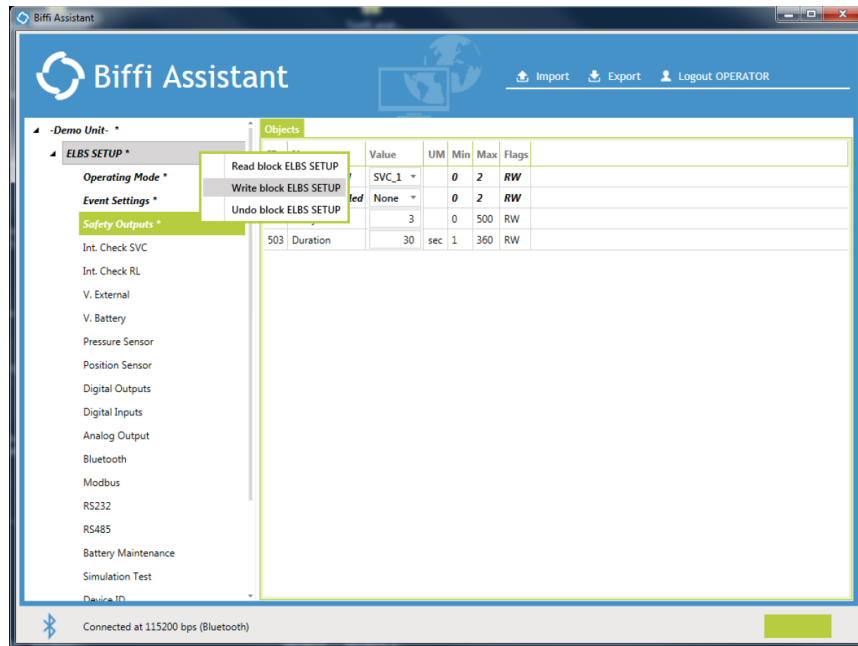 Biffi Assistant
Biffi Assistant
Import Export Logout OPERATOR
-Demo Unit- *
Objects
ELBS SETUP *
Value UM Min Max Flags
Read block ELBS SETUP
Operating Mode *
SVC_1 0 2 RW
Write block ELBS SETUP
Event Settings *
None 0 2 RW
Undo block ELBS SETUP
Safety Outputs *
3 0 500 RW
Int. Check SVC
503 Duration 30 sec 1 360 RW
Int. Check RL
V. External
V. Battery
Pressure Sensor
Position Sensor
Digital Outputs
Digital Inputs
Analog Output
Bluetooth
Modbus
RS232
RS485
Battery Maintenance
Simulation Test
Device ID
Connected at 115200 bps (Bluetooth)